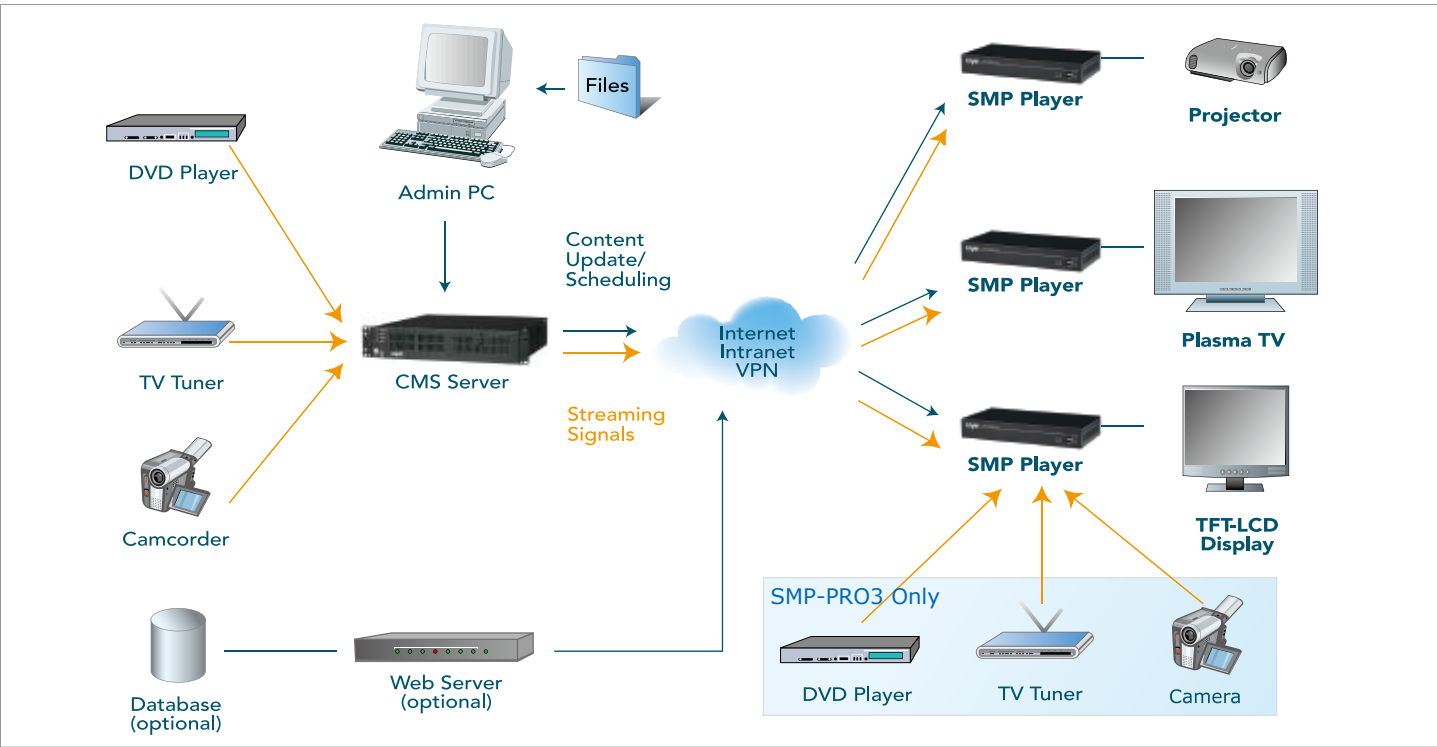 Files
SMP Player
Projector
DVD Player
Admin PC
Content
Update/
Scheduling
SMP Player
Plasma TV
Internet
Intranet
VPN
TV Tuner
CMS Server
Streaming
Signals
SMP Player
TFT-LCD
Display
Camcorder
SMP-PRO3 Only
Database
(optional)
Web Server
(optional)
DVD Player
TV Tuner
Camera